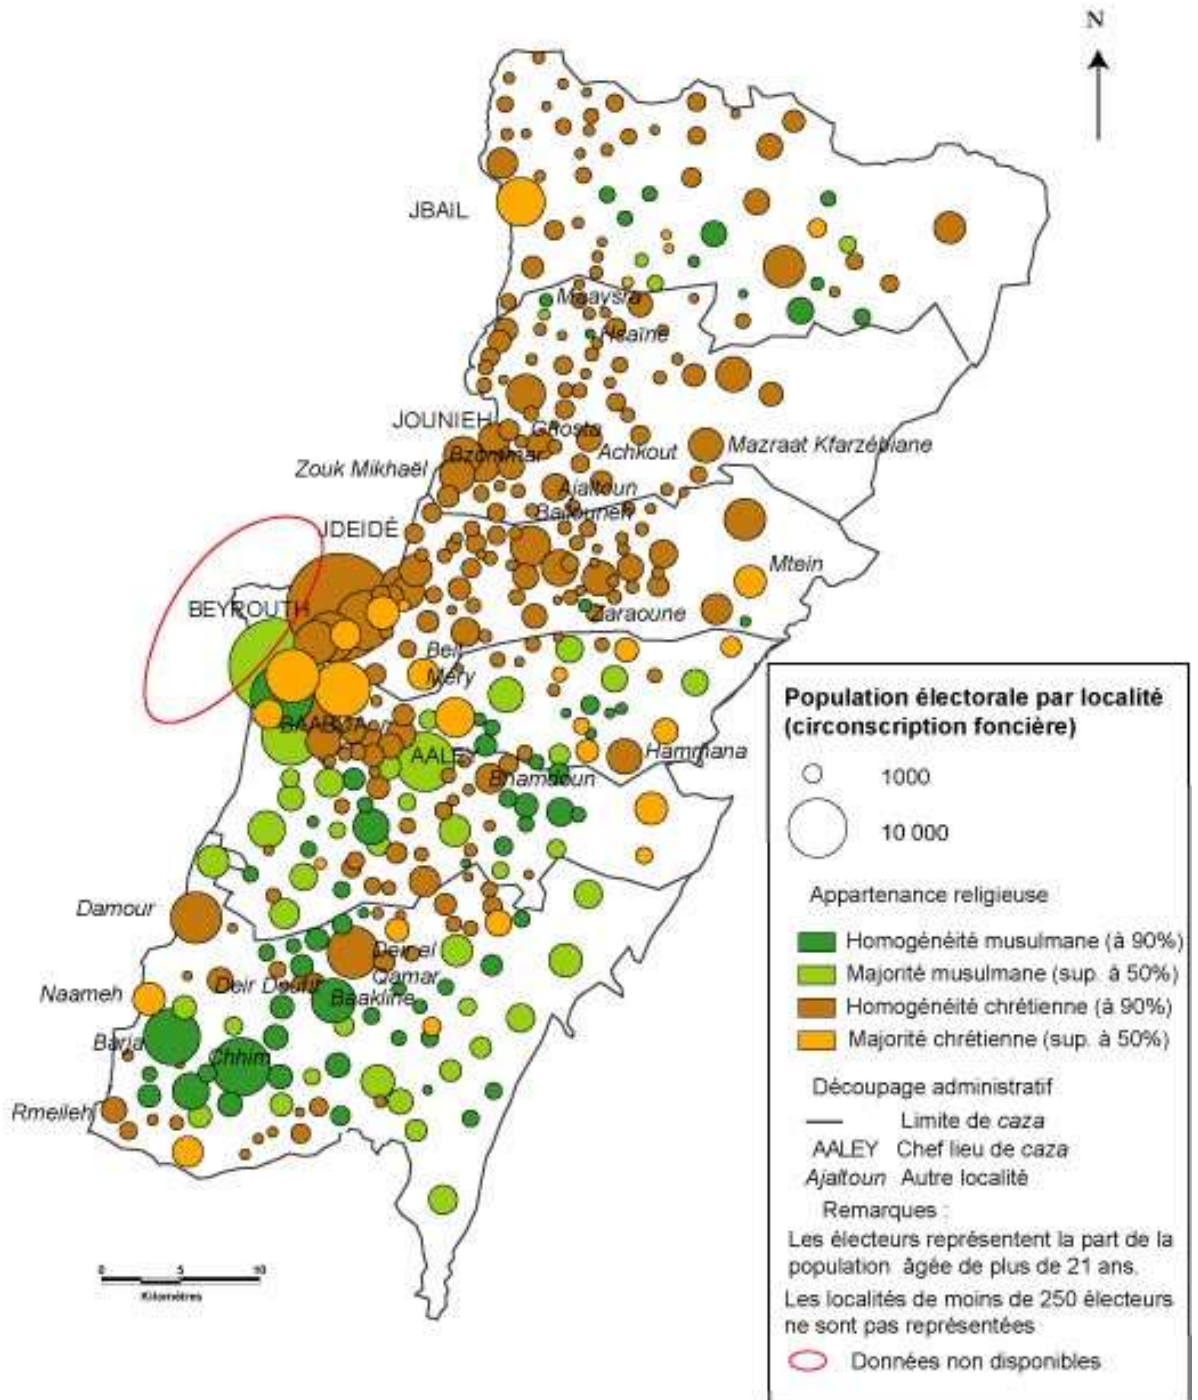 N
JBAIL
Maaysra
Hsaïne
JOUNIEH
Ghosta
Bzommar
Achkout
Mazraat Kfarzébiane
Zouk Mikhaël
Ajaltoun
Ballouneh
JDEIDÉ
Mtein
BEYROUTH
Zaraoune
Beit
Méry
AALEY
Hammana
Bhamdoun
Damour
Deir el
Qamar
Naameh
Deir Dourit
Baakline
Barja
Chhim
Rmeileh
0 5 10
Kilomètres
Population électorale par localité
(circonscription foncière)
1000
10 000
Appartenance religieuse
Homogénéité musulmane (à 90%)
Majorité musulmane (sup. à 50%)
Homogénéité chrétienne (à 90%)
Majorité chrétienne (sup. à 50%)
Découpage administratif
Limite de caza
AALEY Chef lieu de caza
Ajaltoun Autre localité
Remarques :
Les électeurs représentent la part de la
population âgée de plus de 21 ans.
Les localités de moins de 250 électeurs
ne sont pas représentées
Données non disponibles